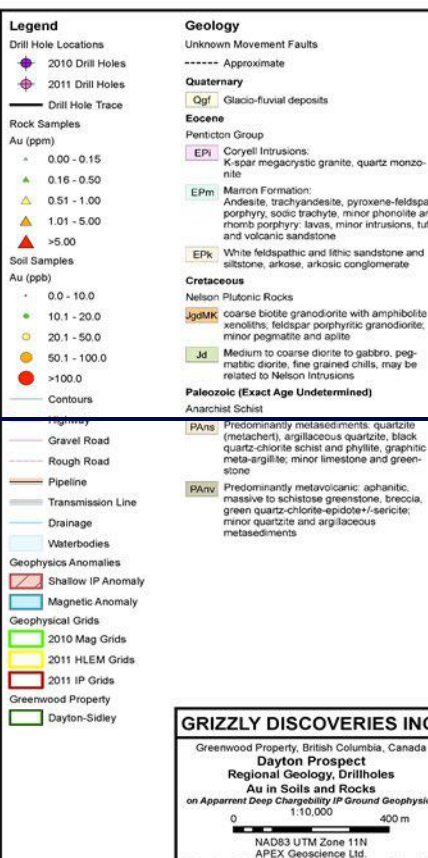 Legend
Drill Hole Locations
2010 Drill Holes
2011 Drill Holes
Drill Hole Trace
Rock Samples
Au (ppm)
0.00 - 0.15
0.16 - 0.50
0.51 - 1.00
1.01 - 5.00
>5.00
Soil Samples
Au (ppb)
0.0 - 10.0
10.1 - 20.0
20.1 - 50.0
50.1 - 100.0
>100.0
Contours
Highway
Gravel Road
Rough Road
Pipeline
Transmission Line
Drainage
Waterbodies
Geophysics Anomalies
Shallow IP Anomaly
Magnetic Anomaly
Geophysical Grids
2010 Mag Grids
2011 HLEM Grids
2011 IP Grids
Greenwood Property
Dayton-Sidley
Geology
Unknown Movement Faults
Approximate
Quaternary
Qgf Glacio-fluvial deposits
Eocene
Penticton Group
EPi Coryell Intrusions:
K-spar megacrystic granite, quartz monzo-
nite
EPm Marron Formation:
Andesite, trachyandesite, pyroxene-feldspa
porphyry, sodic trachyte, minor phonolite a
rhomb porphyry: lavas, minor intrusions, tuf
and volcanic sandstone
EPk White feldspathic and lithic sandstone and
siltstone, arkose, arkosic conglomerate
Cretaceous
Nelson Plutonic Rocks
JgdMK coarse biotite granodiorite with amphibolite
xenoliths; feldspar porphyritic granodiorite;
minor pegmatite and aplite
Jd Medium to coarse diorite to gabbro, peg-
matitic diorite, fine grained chills, may be
related to Nelson Intrusions
Paleozoic (Exact Age Undetermined)
Anarchist Schist
PAns Predominantly metasediments: quartzite
(metachert), argillaceous quartzite, black
quartz-chlorite schist and phyllite, graphitic
meta-argillite; minor limestone and green-
stone
PAnv Predominantly metavolcanic: aphanitic,
massive to schistose greenstone, breccia,
green quartz-chlorite-epidote+/-sericite;
minor quartzite and argillaceous
metasediments
GRIZZLY DISCOVERIES INC
Greenwood Property, British Columbia, Canada
Dayton Prospect
Regional Geology, Drillholes
Au in Soils and Rocks
on Apparent Deep Chargeability IP Ground Geophysic
1:10,000
0 400 m
NAD83 UTM Zone 11N
APEX Geoscience Ltd.